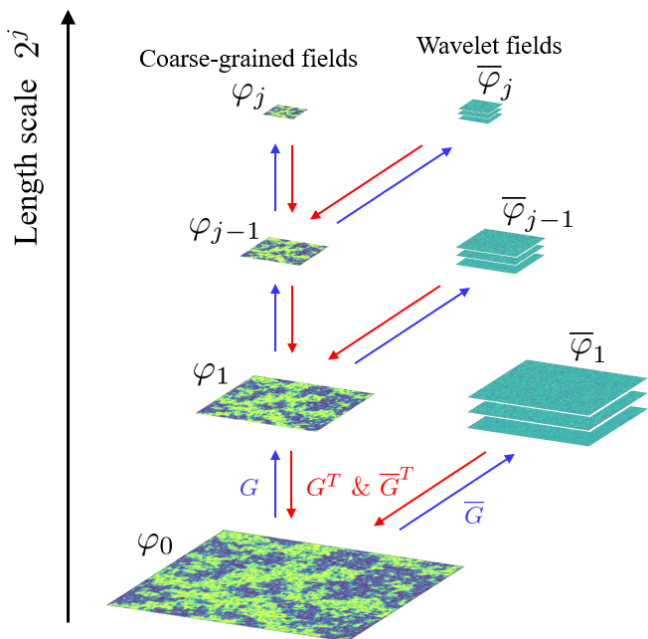 Length scale 2^j
Coarse-grained fields
Wavelet fields
φ_j
φ̅_j
φ_{j−1}
φ̅_{j−1}
φ_1
φ̅_1
G
G^T & G̅^T
G̅
φ_0